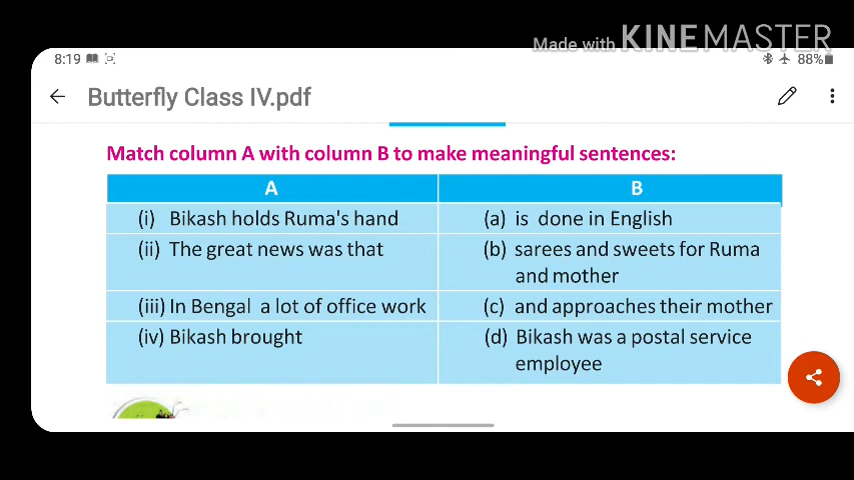 Made with KINEMASTER
8:19 88%
Butterfly Class IV.pdf
Match column A with column B to make meaningful sentences:
A B
(i) Bikash holds Ruma's hand (a) is done in English
(ii) The great news was that (b) sarees and sweets for Ruma
and mother
(iii) In Bengal a lot of office work (c) and approaches their mother
(iv) Bikash brought (d) Bikash was a postal service
employee